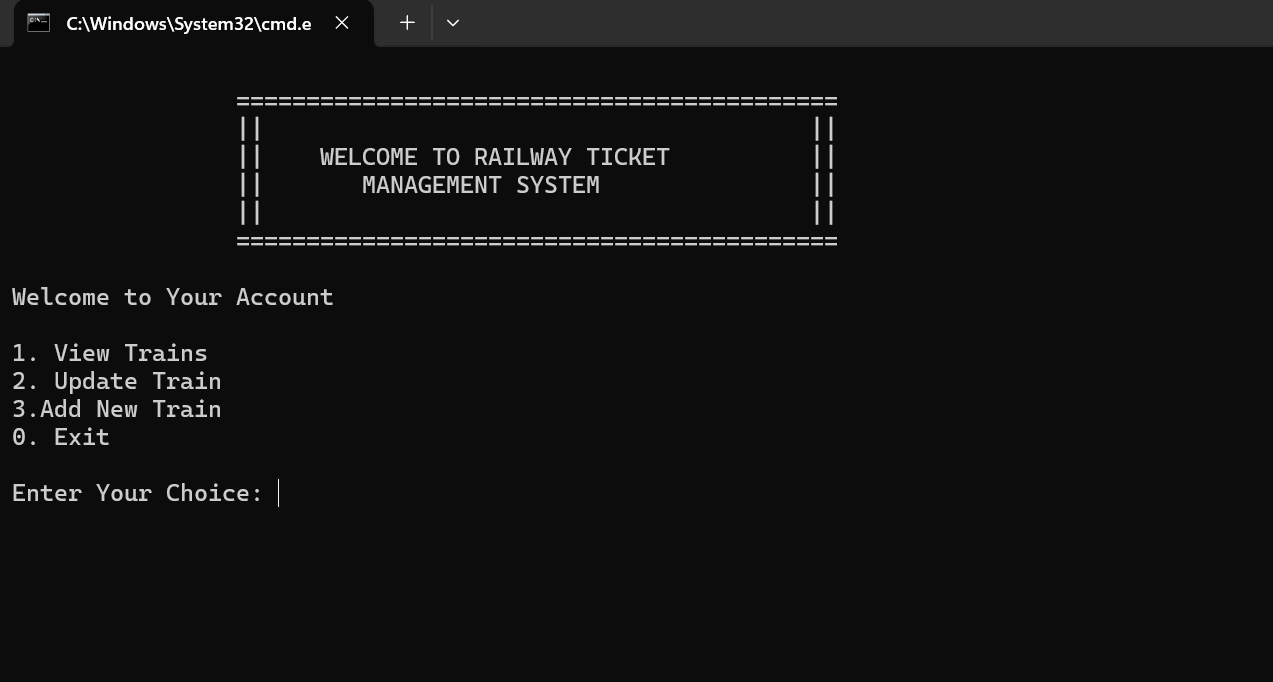 C:\Windows\System32\cmd.e
===========================================
||                                       ||
||    WELCOME TO RAILWAY TICKET          ||
||       MANAGEMENT SYSTEM               ||
||                                       ||
===========================================
Welcome to Your Account
1. View Trains
2. Update Train
3.Add New Train
0. Exit
Enter Your Choice: